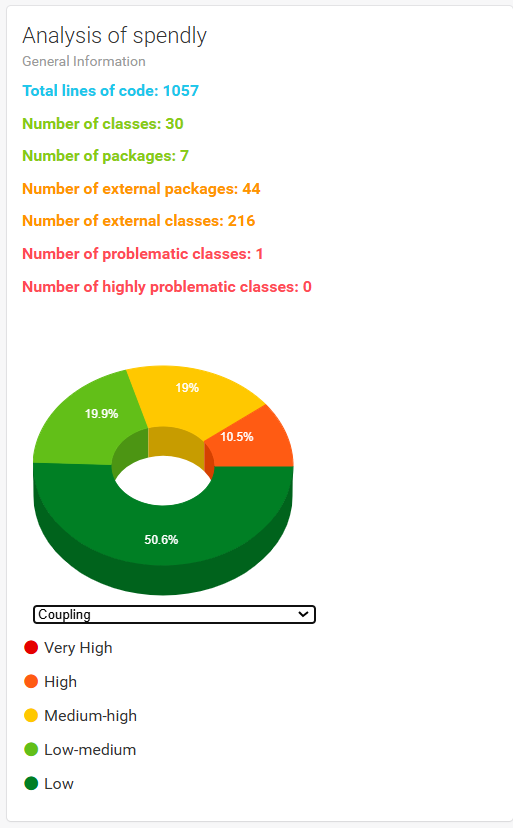 Analysis of spendly
General Information
Total lines of code: 1057
Number of classes: 30
Number of packages: 7
Number of external packages: 44
Number of external classes: 216
Number of problematic classes: 1
Number of highly problematic classes: 0
19%
19.9%
10.5%
50.6%
Coupling
Very High
High
Medium-high
Low-medium
Low